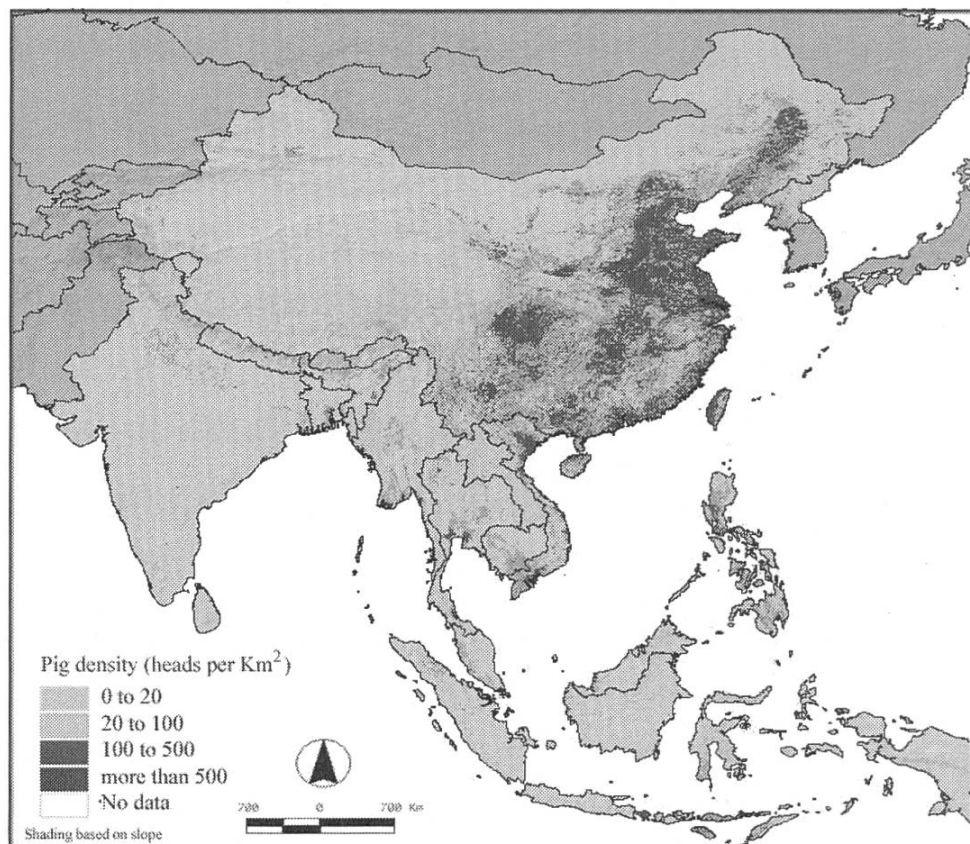 Pig density (heads per Km²)
0 to 20
20 to 100
100 to 500
more than 500
No data
700 0 700 Km
Shading based on slope